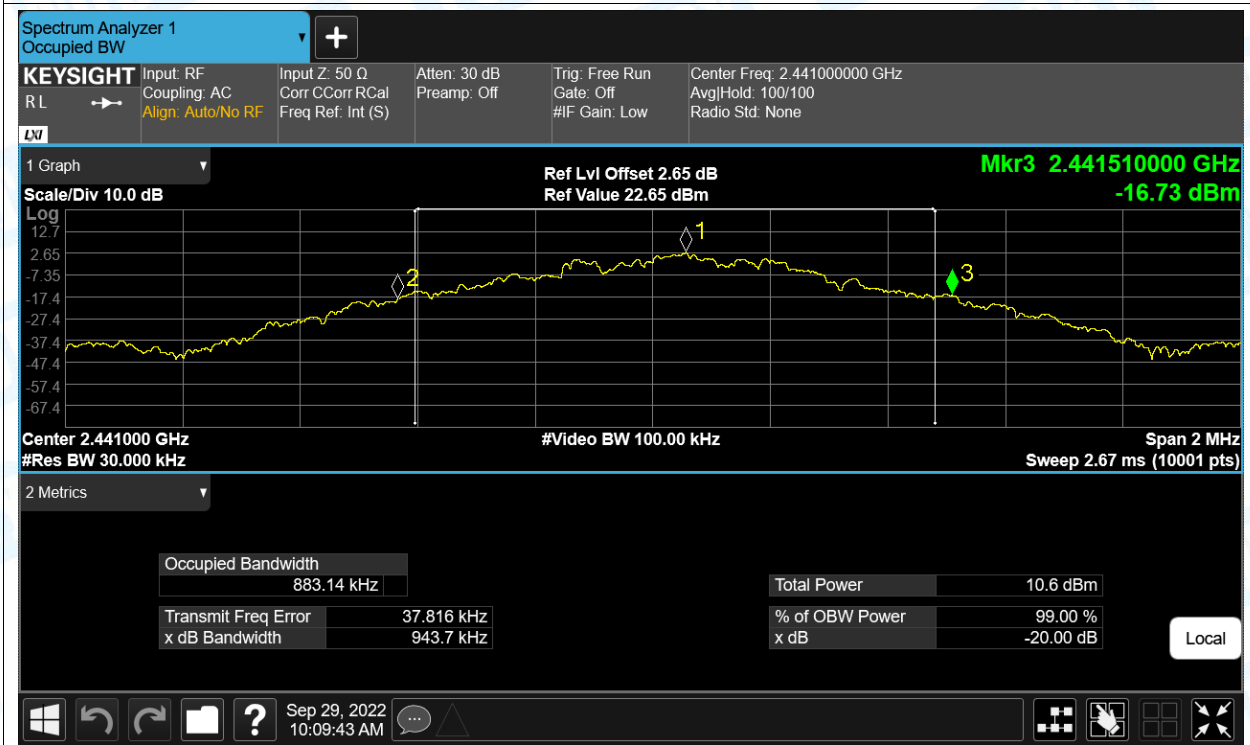 Spectrum Analyzer 1
Occupied BW
KEYSIGHT
R L
LXI
Input: RF
Coupling: AC
Align: Auto/No RF
Input Z: 50 Ω
Corr CCorr RCal
Freq Ref: Int (S)
Atten: 30 dB
Preamp: Off
Trig: Free Run
Gate: Off
#IF Gain: Low
Center Freq: 2.441000000 GHz
Avg|Hold: 100/100
Radio Std: None
1 Graph
Scale/Div 10.0 dB
Ref Lvl Offset 2.65 dB
Ref Value 22.65 dBm
Mkr3 2.441510000 GHz
-16.73 dBm
Log
12.7
2.65
-7.35
-17.4
-27.4
-37.4
-47.4
-57.4
-67.4
1
2
3
Center 2.441000 GHz
#Res BW 30.000 kHz
#Video BW 100.00 kHz
Span 2 MHz
Sweep 2.67 ms (10001 pts)
2 Metrics
Occupied Bandwidth
883.14 kHz
Transmit Freq Error 37.816 kHz
x dB Bandwidth 943.7 kHz
Total Power 10.6 dBm
% of OBW Power 99.00 %
x dB -20.00 dB
Local
?
Sep 29, 2022
10:09:43 AM